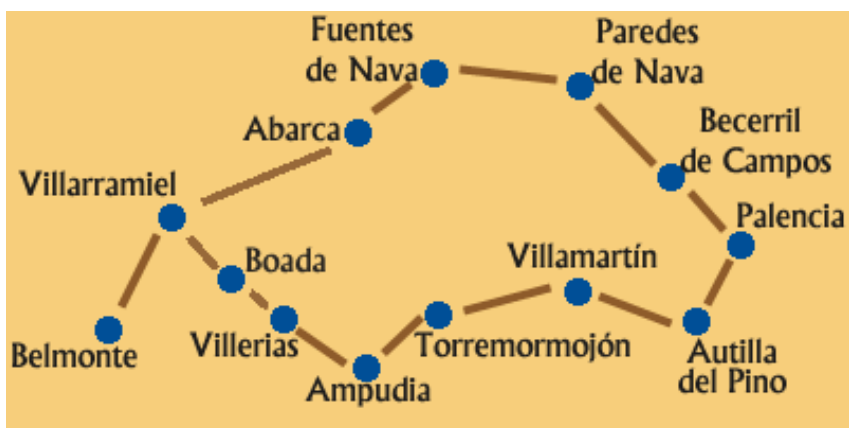 Fuentes
de Nava
Paredes
de Nava
Abarca
Becerril
de Campos
Villarramiel
Palencia
Boada
Villamartín
Belmonte
Villerias
Torremormojón
Ampudia
Autilla
del Pino